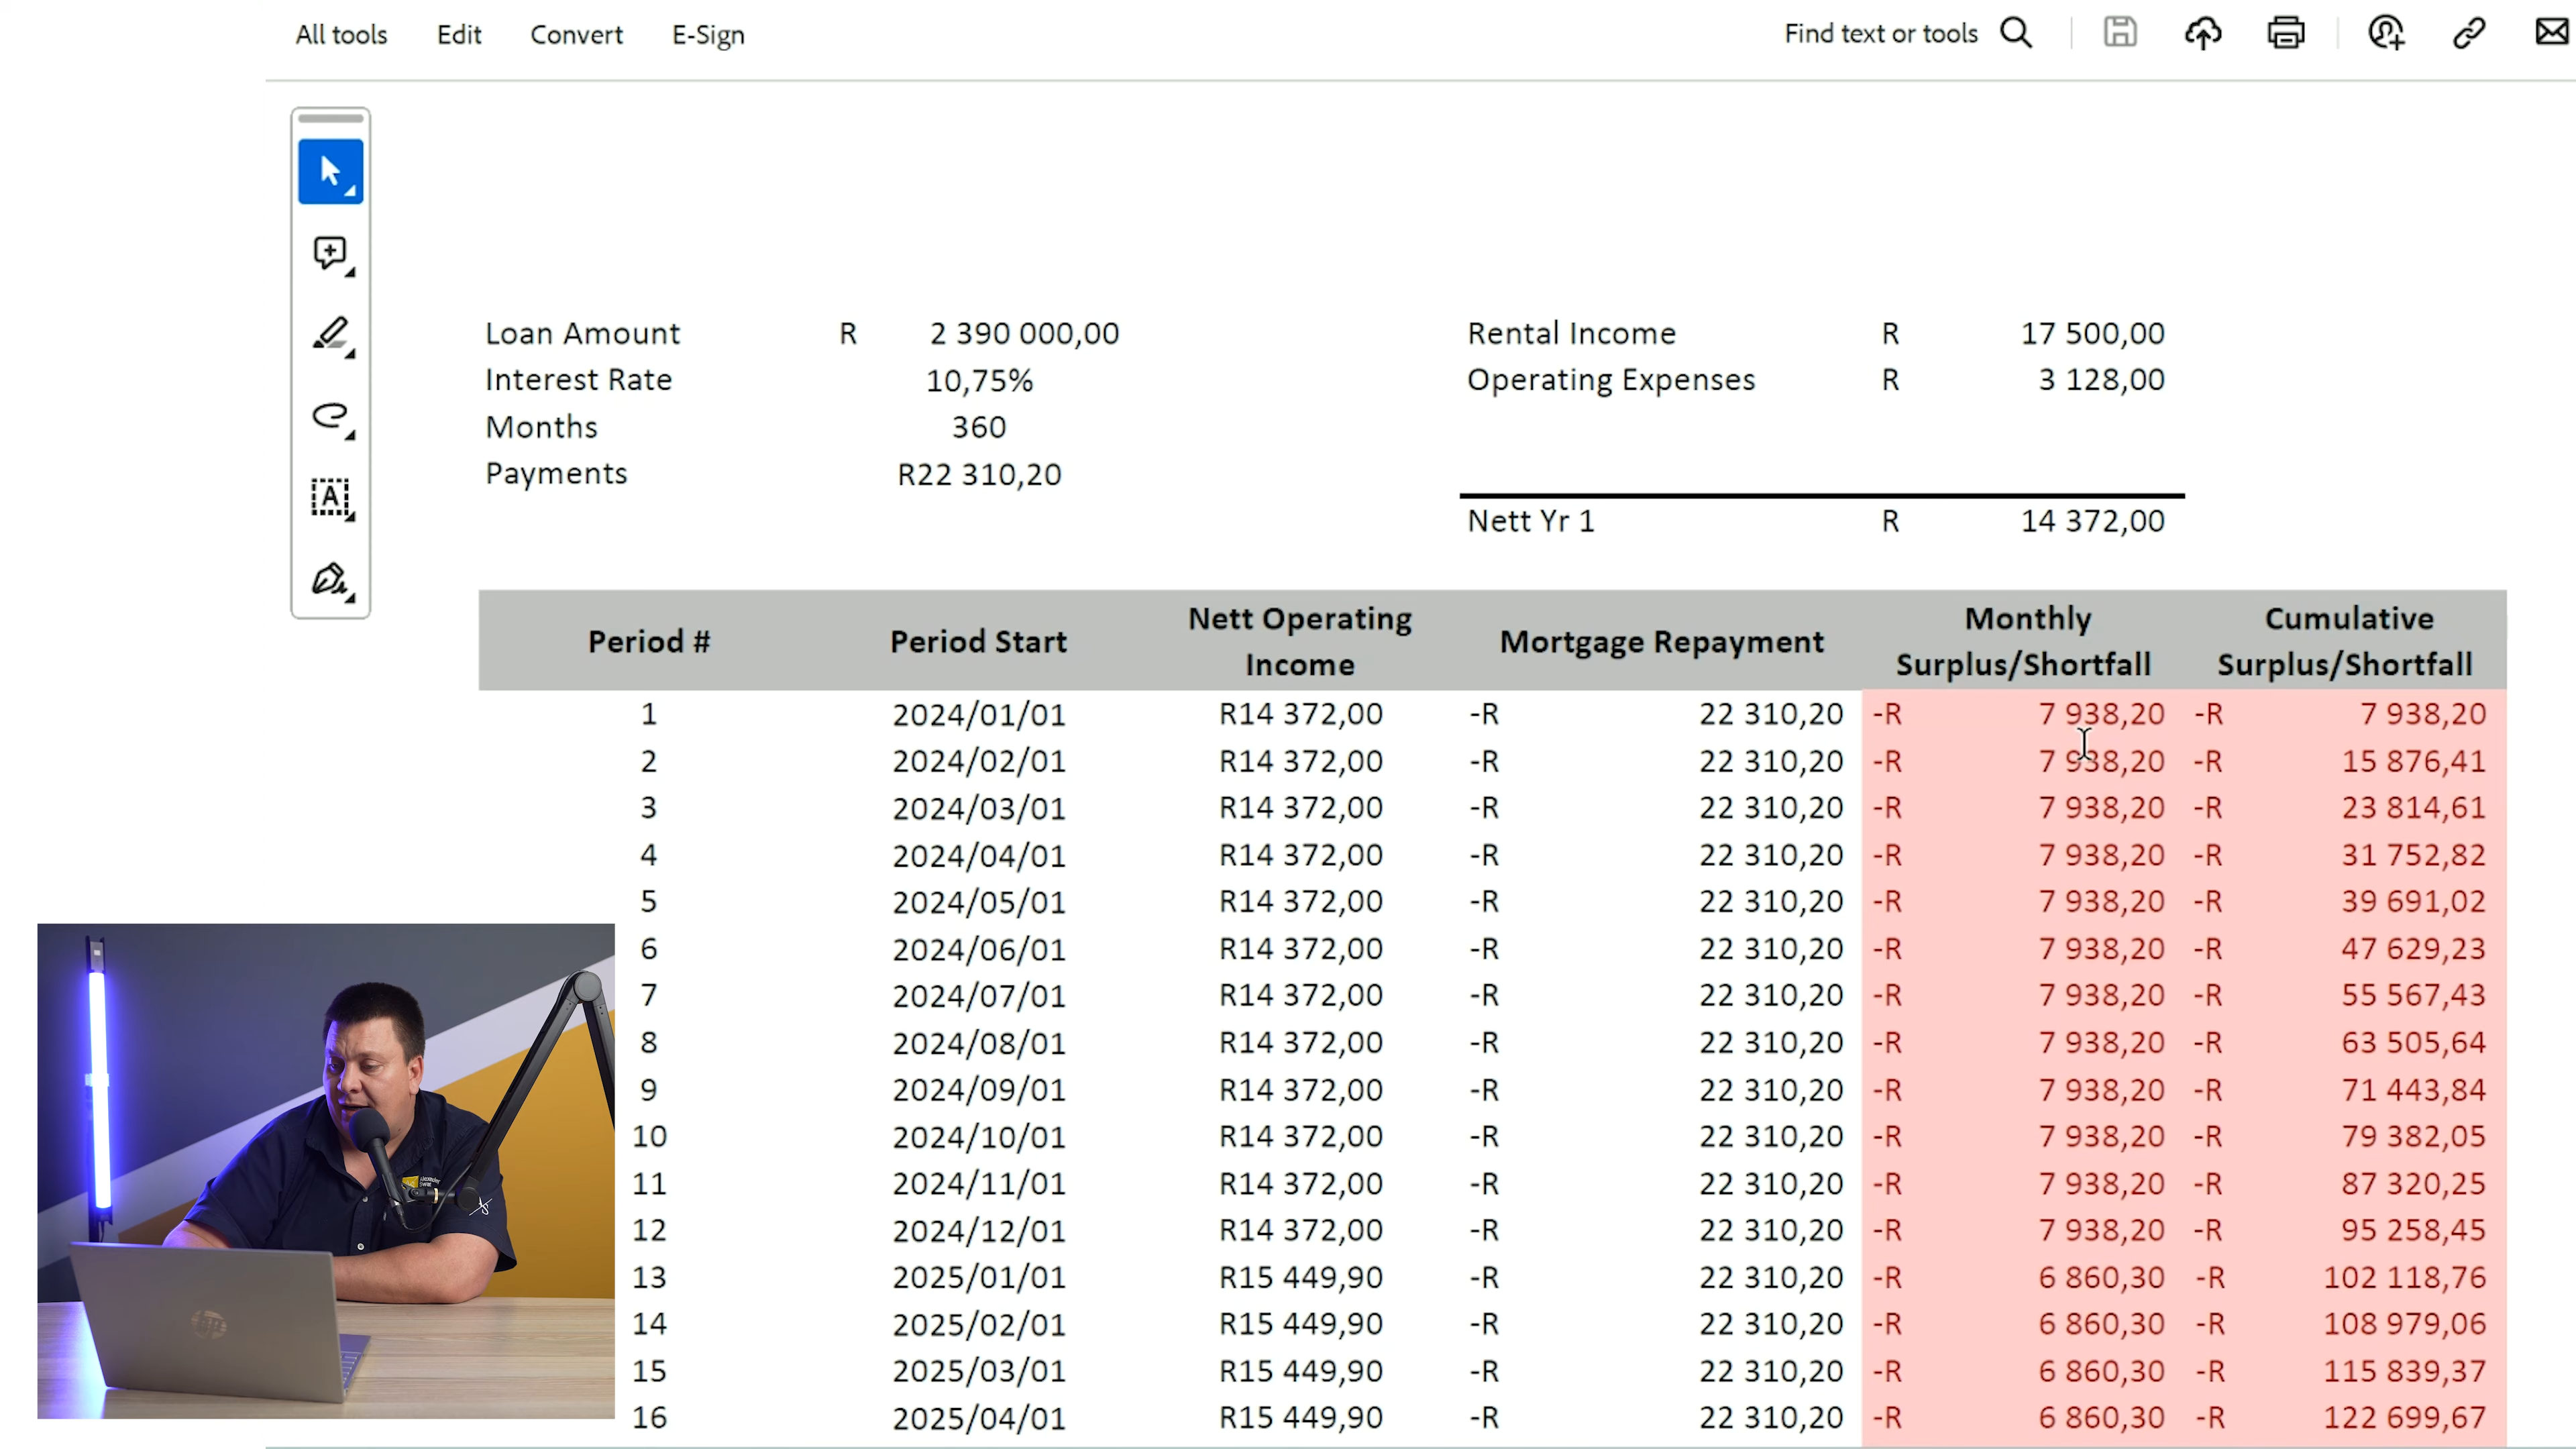 All tools Edit Convert E-Sign Find text or tools
Loan Amount R 2 390 000,00 Rental Income R 17 500,00
Interest Rate 10,75% Operating Expenses R 3 128,00
Months 360
Payments R22 310,20
Nett Yr 1 R 14 372,00
Period # Period Start Nett Operating Income Mortgage Repayment Monthly Surplus/Shortfall Cumulative Surplus/Shortfall
1 2024/01/01 R14 372,00 -R 22 310,20 -R 7 938,20 -R 7 938,20
2 2024/02/01 R14 372,00 -R 22 310,20 -R 7 938,20 -R 15 876,41
3 2024/03/01 R14 372,00 -R 22 310,20 -R 7 938,20 -R 23 814,61
4 2024/04/01 R14 372,00 -R 22 310,20 -R 7 938,20 -R 31 752,82
5 2024/05/01 R14 372,00 -R 22 310,20 -R 7 938,20 -R 39 691,02
6 2024/06/01 R14 372,00 -R 22 310,20 -R 7 938,20 -R 47 629,23
7 2024/07/01 R14 372,00 -R 22 310,20 -R 7 938,20 -R 55 567,43
8 2024/08/01 R14 372,00 -R 22 310,20 -R 7 938,20 -R 63 505,64
9 2024/09/01 R14 372,00 -R 22 310,20 -R 7 938,20 -R 71 443,84
10 2024/10/01 R14 372,00 -R 22 310,20 -R 7 938,20 -R 79 382,05
11 2024/11/01 R14 372,00 -R 22 310,20 -R 7 938,20 -R 87 320,25
12 2024/12/01 R14 372,00 -R 22 310,20 -R 7 938,20 -R 95 258,45
13 2025/01/01 R15 449,90 -R 22 310,20 -R 6 860,30 -R 102 118,76
14 2025/02/01 R15 449,90 -R 22 310,20 -R 6 860,30 -R 108 979,06
15 2025/03/01 R15 449,90 -R 22 310,20 -R 6 860,30 -R 115 839,37
16 2025/04/01 R15 449,90 -R 22 310,20 -R 6 860,30 -R 122 699,67
hp